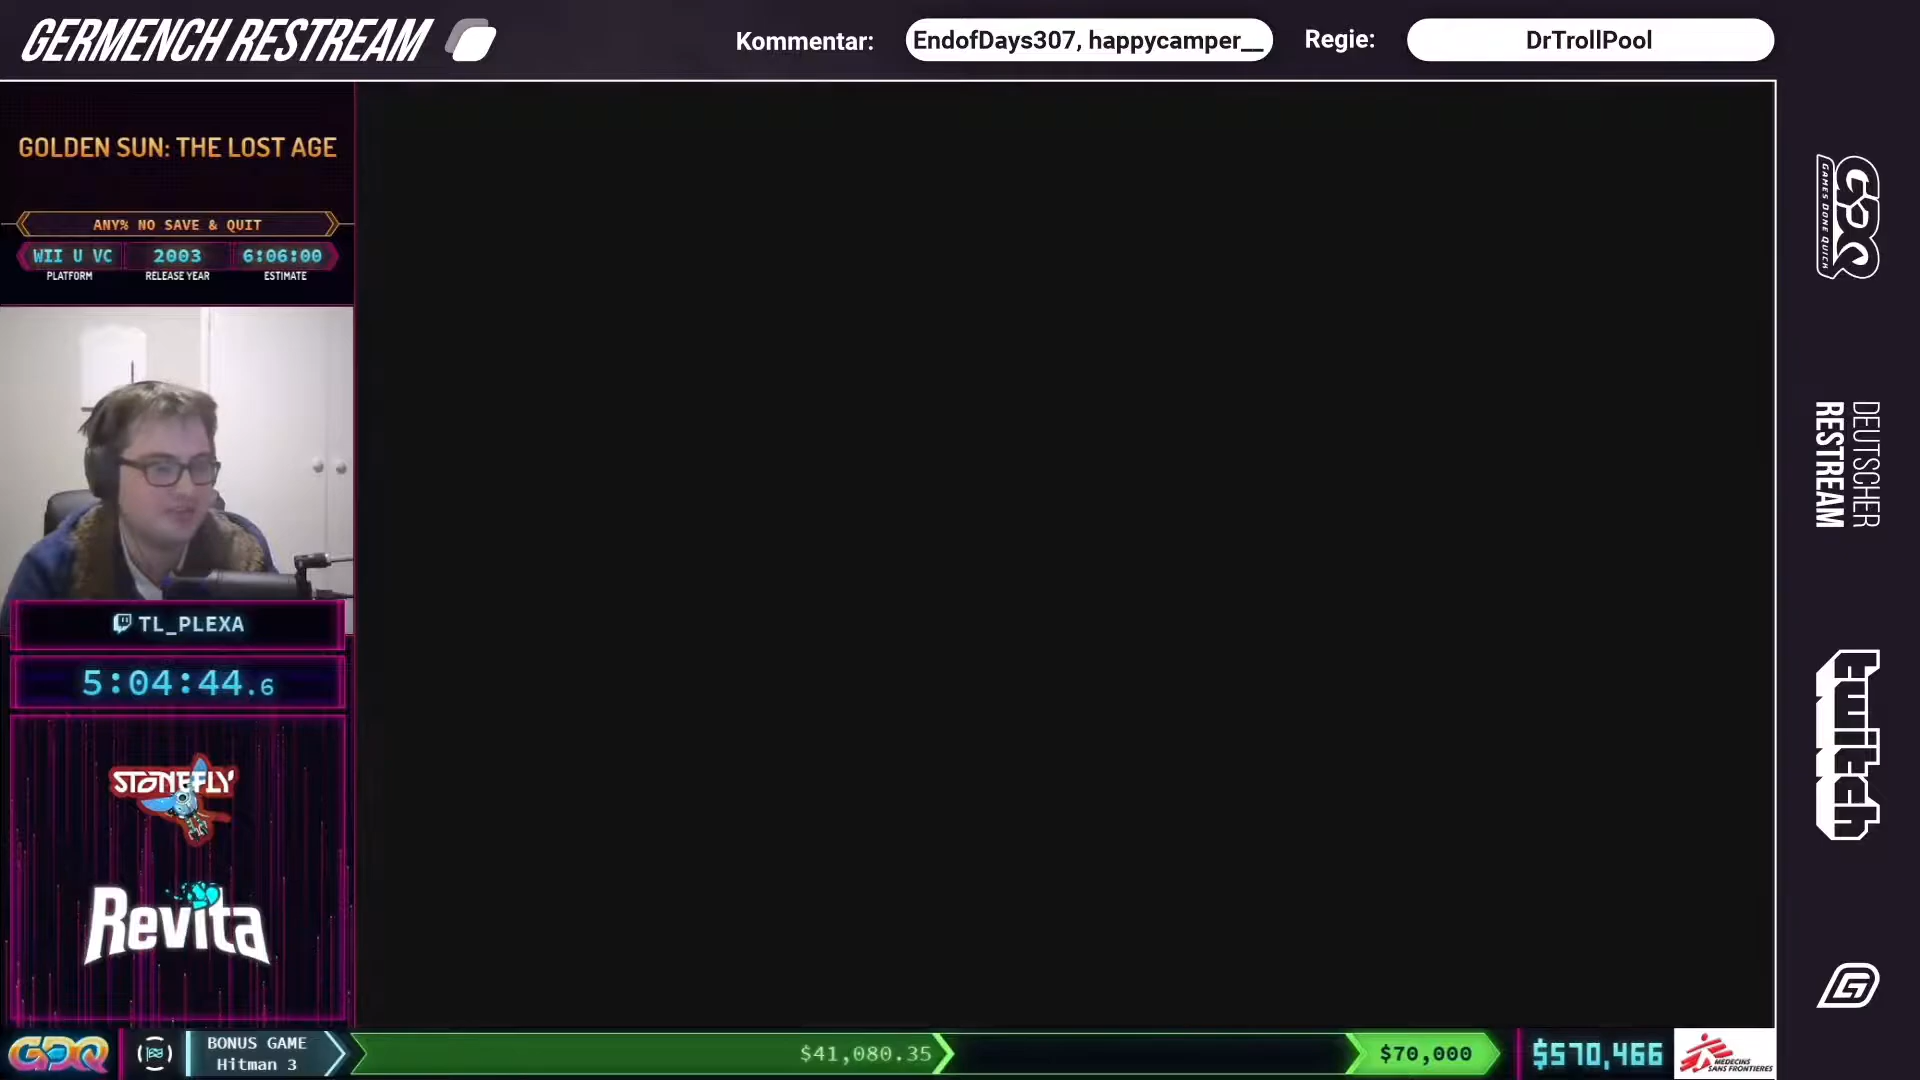 GERMENCH RESTREAM
Kommentar:
EndofDays307, happycamper__
Regie:
DrTrollPool
GOLDEN SUN: THE LOST AGE
ANY% NO SAVE & QUIT
WII U VC 2003 6:06:00
PLATFORM RELEASE YEAR ESTIMATE
TL_PLEXA
5:04:44.6
STONEFLY
Revita
GDQ
BONUS GAME
Hitman 3
$41,080.35
$70,000
$570,466
MEDECINS
SANS FRONTIERES
GDQ
GAMES DONE QUICK
DEUTSCHER
RESTREAM
twitch